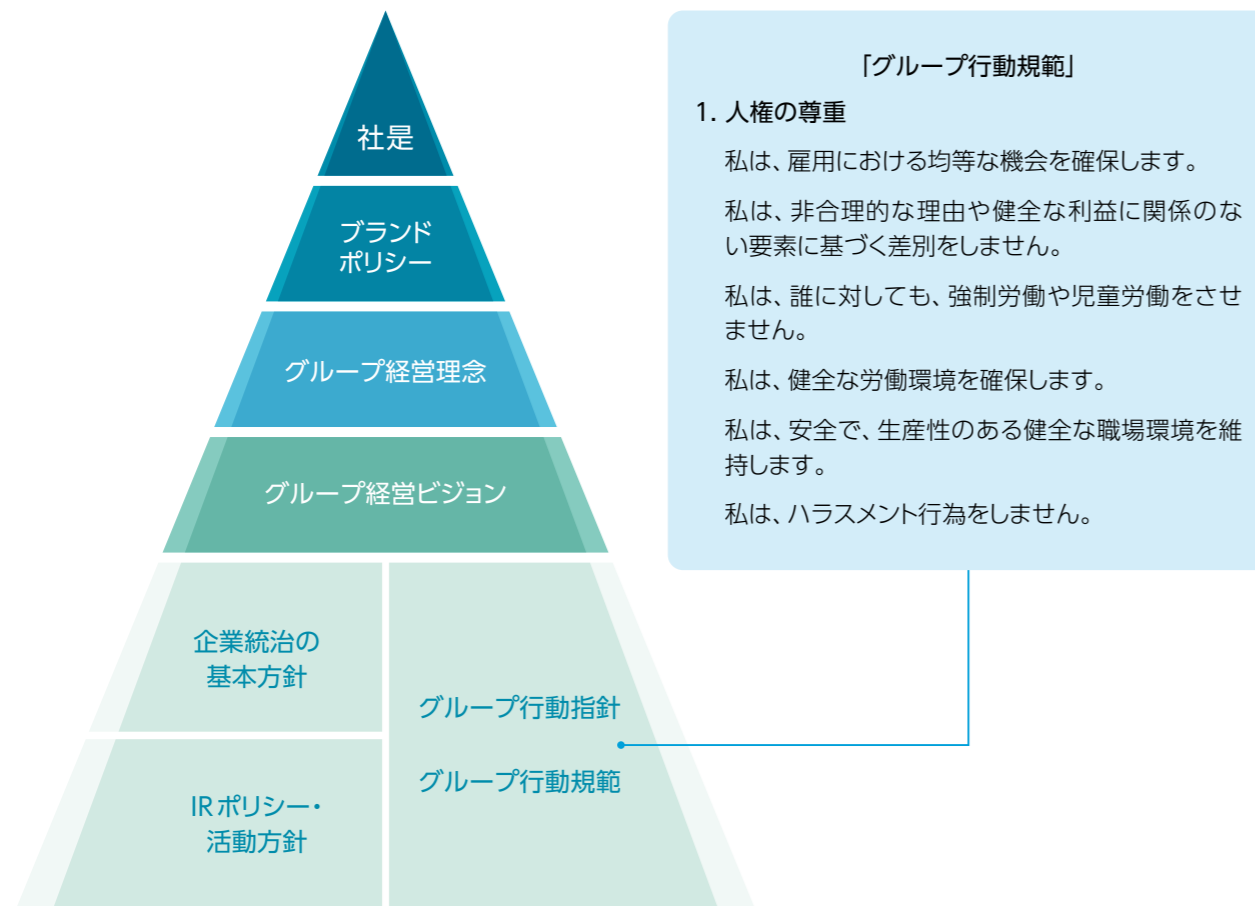 社是
ブランド
ポリシー
グループ経営理念
グループ経営ビジョン
企業統治の
基本方針
IRポリシー・
活動方針
グループ行動指針
グループ行動規範
「グループ行動規範」
1. 人権の尊重
私は、雇用における均等な機会を確保します。
私は、非合理的な理由や健全な利益に関係のな
い要素に基づく差別をしません。
私は、誰に対しても、強制労働や児童労働をさせ
ません。
私は、健全な労働環境を確保します。
私は、安全で、生産性のある健全な職場環境を維
持します。
私は、ハラスメント行為をしません。